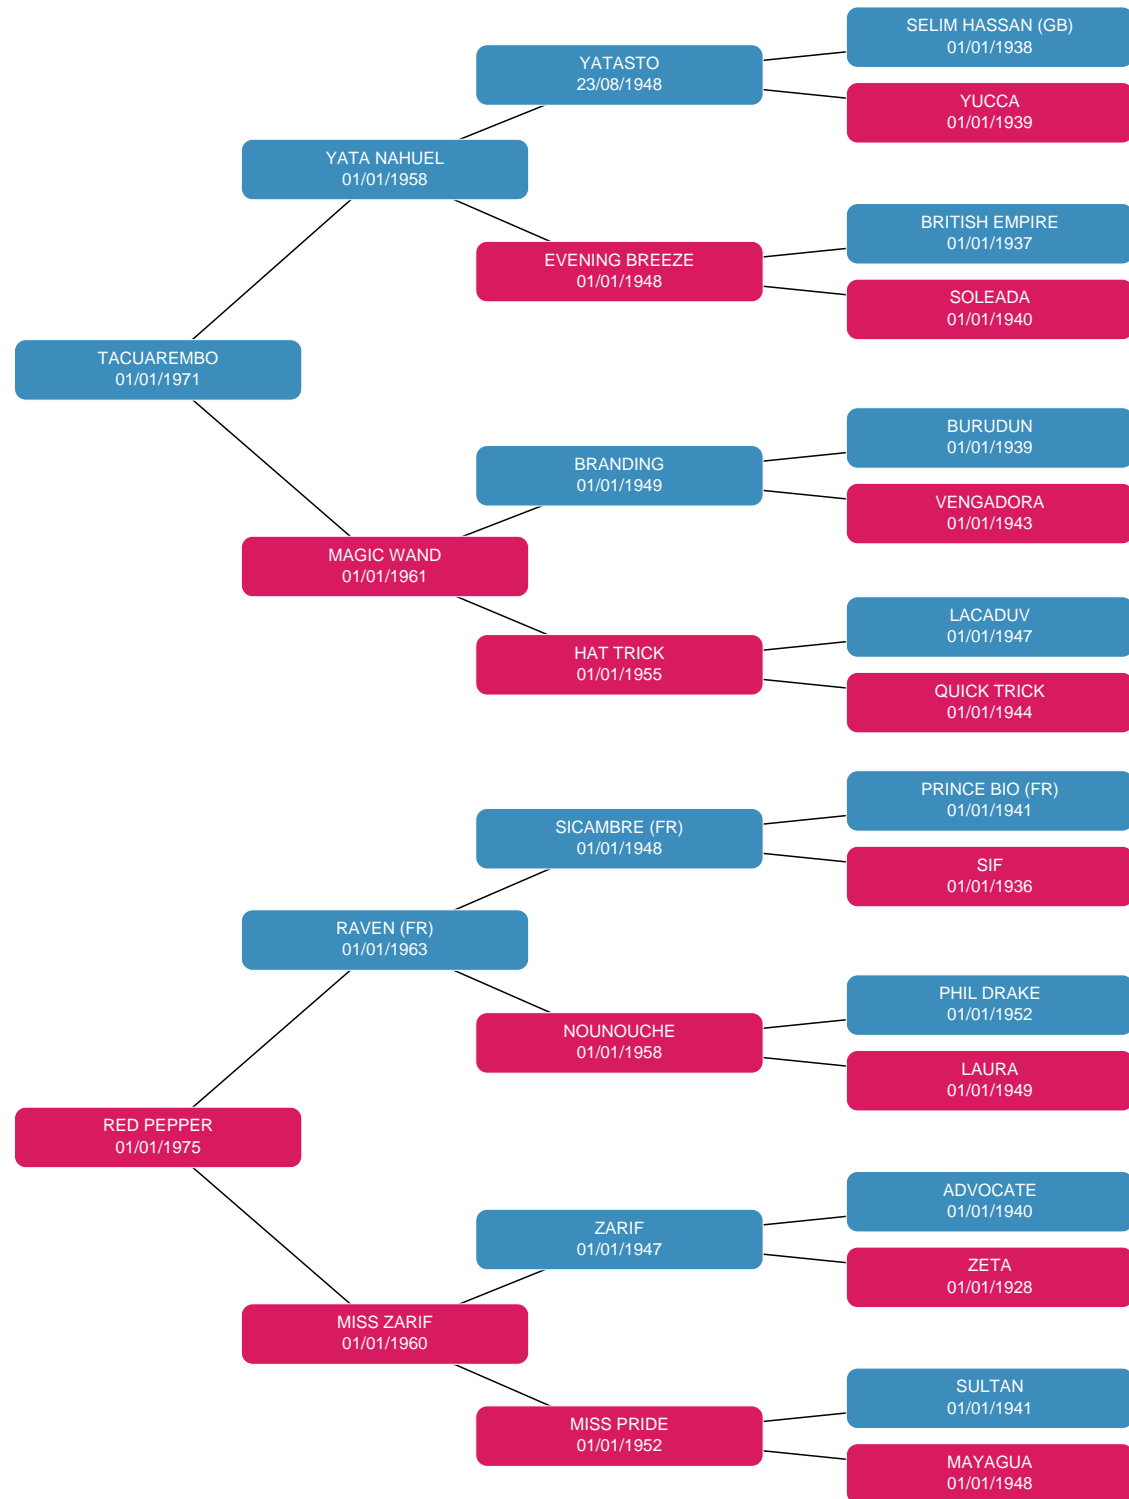 SELIM HASSAN (GB)
01/01/1938
YATASTO
23/08/1948
YUCCA
01/01/1939
YATA NAHUEL
01/01/1958
BRITISH EMPIRE
01/01/1937
EVENING BREEZE
01/01/1948
SOLEADA
01/01/1940
TACUAREMBO
01/01/1971
BURUDUN
01/01/1939
BRANDING
01/01/1949
VENGADORA
01/01/1943
MAGIC WAND
01/01/1961
LACADUV
01/01/1947
HAT TRICK
01/01/1955
QUICK TRICK
01/01/1944
PRINCE BIO (FR)
01/01/1941
SICAMBRE (FR)
01/01/1948
SIF
01/01/1936
RAVEN (FR)
01/01/1963
PHIL DRAKE
01/01/1952
NOUNOUCHE
01/01/1958
LAURA
01/01/1949
RED PEPPER
01/01/1975
ADVOCATE
01/01/1940
ZARIF
01/01/1947
ZETA
01/01/1928
MISS ZARIF
01/01/1960
SULTAN
01/01/1941
MISS PRIDE
01/01/1952
MAYAGUA
01/01/1948